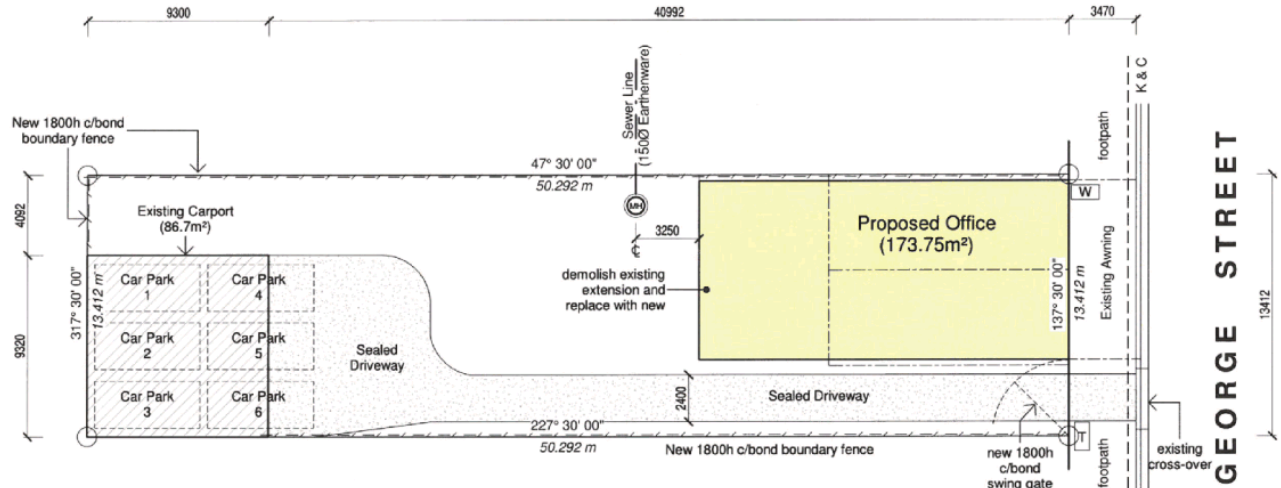 9300
40992
3470
New 1800h c/bond
boundary fence
Sewer Line
(150Ø Earthenware)
K & C
footpath
47° 30' 00"
50.292 m
MH
W
4092
Existing Carport
(86.7m²)
3250
Proposed Office
(173.75m²)
demolish existing
extension and
replace with new
137° 30' 00"
13.412 m
Existing Awning
13412
GEORGE STREET
317° 30' 00"
13.412 m
9320
Car Park
1
Car Park
4
Car Park
2
Car Park
5
Car Park
3
Car Park
6
Sealed
Driveway
2400
Sealed Driveway
227° 30' 00"
50.292 m
New 1800h c/bond boundary fence
new 1800h
c/bond
swing gate
T
footpath
existing
cross-over